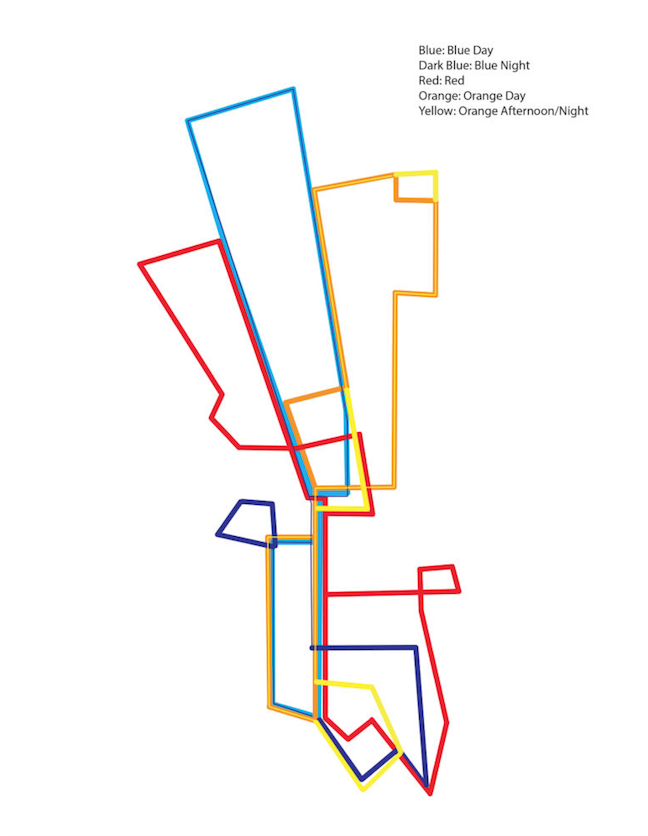 Blue: Blue Day
Dark Blue: Blue Night
Red: Red
Orange: Orange Day
Yellow: Orange Afternoon/Night